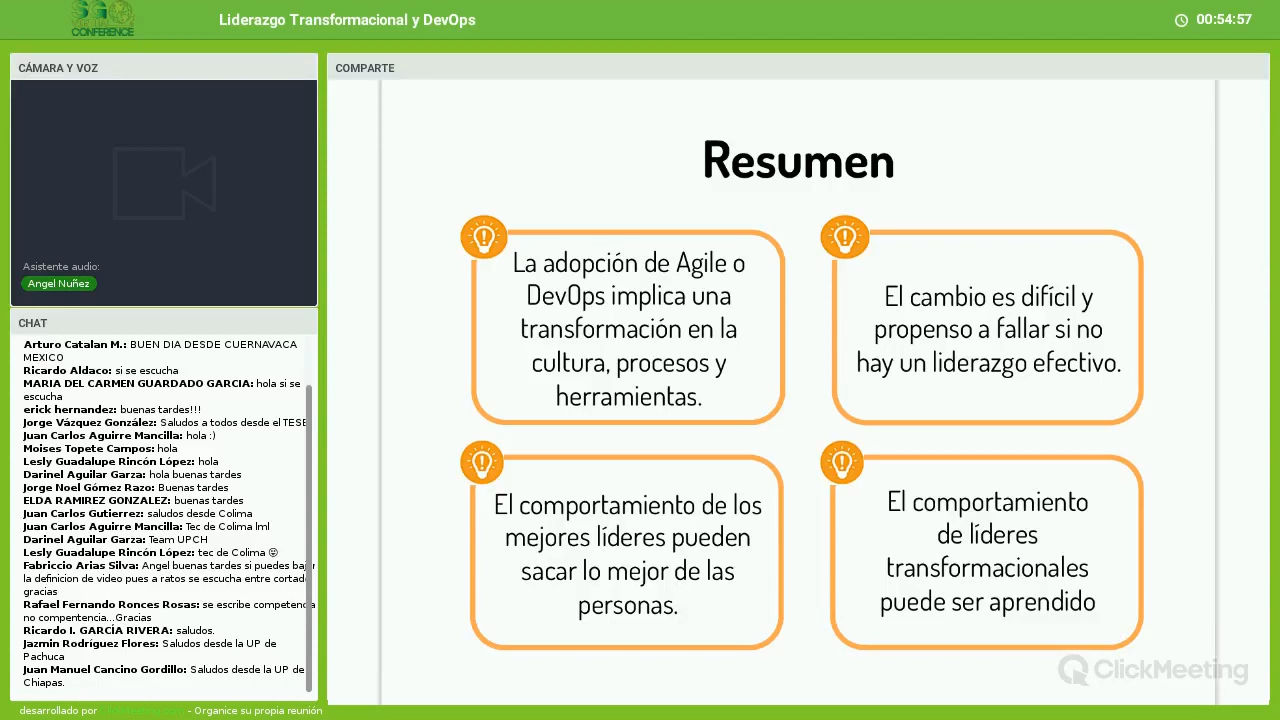 SG
VIRTUAL
CONFERENCE
Liderazgo Transformacional y DevOps
00:54:57
CÁMARA Y VOZ
Asistente audio:
Angel Nuñez
CHAT
Arturo Catalan M.: BUEN DIA DESDE CUERNAVACA
MEXICO
Ricardo Aldaco: si se escucha
MARIA DEL CARMEN GUARDADO GARCIA: hola si se
escucha
erick hernandez: buenas tardes!!!
Jorge Vázquez González: Saludos a todos desde el TESE
Juan Carlos Aguirre Mancilla: hola :)
Moises Topete Campos: hola
Lesly Guadalupe Rincón López: hola
Darinel Aguilar Garza: hola buenas tardes
Jorge Noel Gómez Razo: Buenas tardes
ELDA RAMIREZ GONZALEZ: buenas tardes
Juan Carlos Gutierrez: saludos desde Colima
Juan Carlos Aguirre Mancilla: Tec de Colima lml
Darinel Aguilar Garza: Team UPCH
Lesly Guadalupe Rincón López: tec de Colima 😝
Fabriccio Arias Silva: Angel buenas tardes si puedes bajar
la definicion de video pues a ratos se escucha entre cortado
gracias
Rafael Fernando Ronces Rosas: se escribe competencia
no compentencia...Gracias
Ricardo I. GARCÍA RIVERA: saludos.
Jazmin Rodríguez Flores: Saludos desde la UP de
Pachuca
Juan Manuel Cancino Gordillo: Saludos desde la UP de
Chiapas.
desarrollado por - Organice su propia reunión
COMPARTE
Resumen
La adopción de Agile o
DevOps implica una
transformación en la
cultura, procesos y
herramientas.
El cambio es difícil y
propenso a fallar si no
hay un liderazgo efectivo.
El comportamiento de los
mejores líderes pueden
sacar lo mejor de las
personas.
El comportamiento
de líderes
transformacionales
puede ser aprendido
ClickMeeting